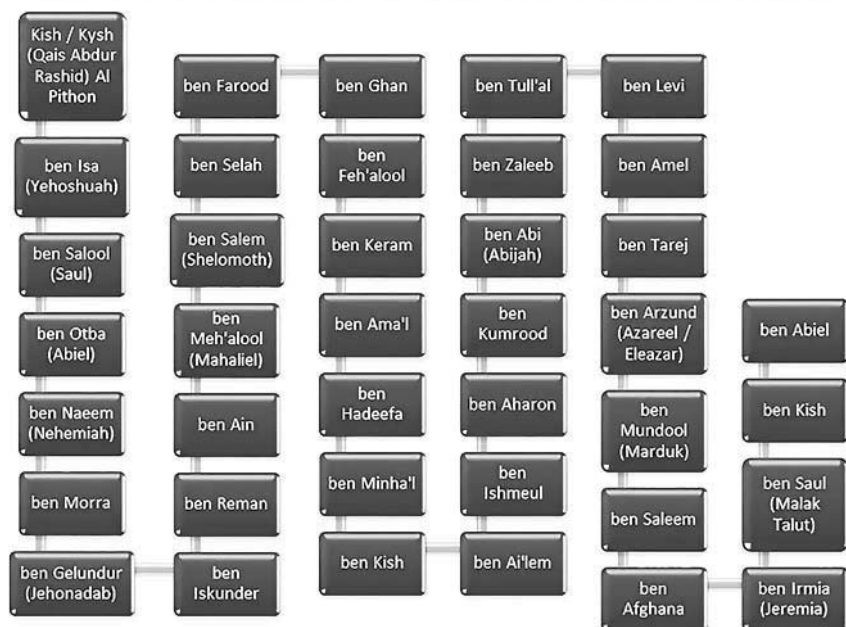 Kish / Kysh
(Qais Abdur
Rashid) Al
Pithon
ben Isa
(Yehoshuah)
ben Salool
(Saul)
ben Otba
(Abiel)
ben Naeem
(Nehemiah)
ben Morra
ben Gelundur
(Jehonadab)
ben Farood
ben Selah
ben Salem
(Shelomoth)
ben
Meh'alool
(Mahaliel)
ben Ain
ben Reman
ben
Iskunder
ben Ghan
ben
Feh'alool
ben Keram
ben Ama'l
ben
Hadeefa
ben Minha'l
ben Kish
ben Tull'al
ben Zaleeb
ben Abi
(Abijah)
ben
Kumrood
ben Aharon
ben
Ishmeul
ben Ai'lem
ben Levi
ben Amel
ben Tarej
ben Arzund
(Azareel /
Eleazar)
ben
Mundool
(Marduk)
ben Saleem
ben
Afghana
ben Abiel
ben Kish
ben Saul
(Malak
Talut)
ben Irmia
(Jeremia)